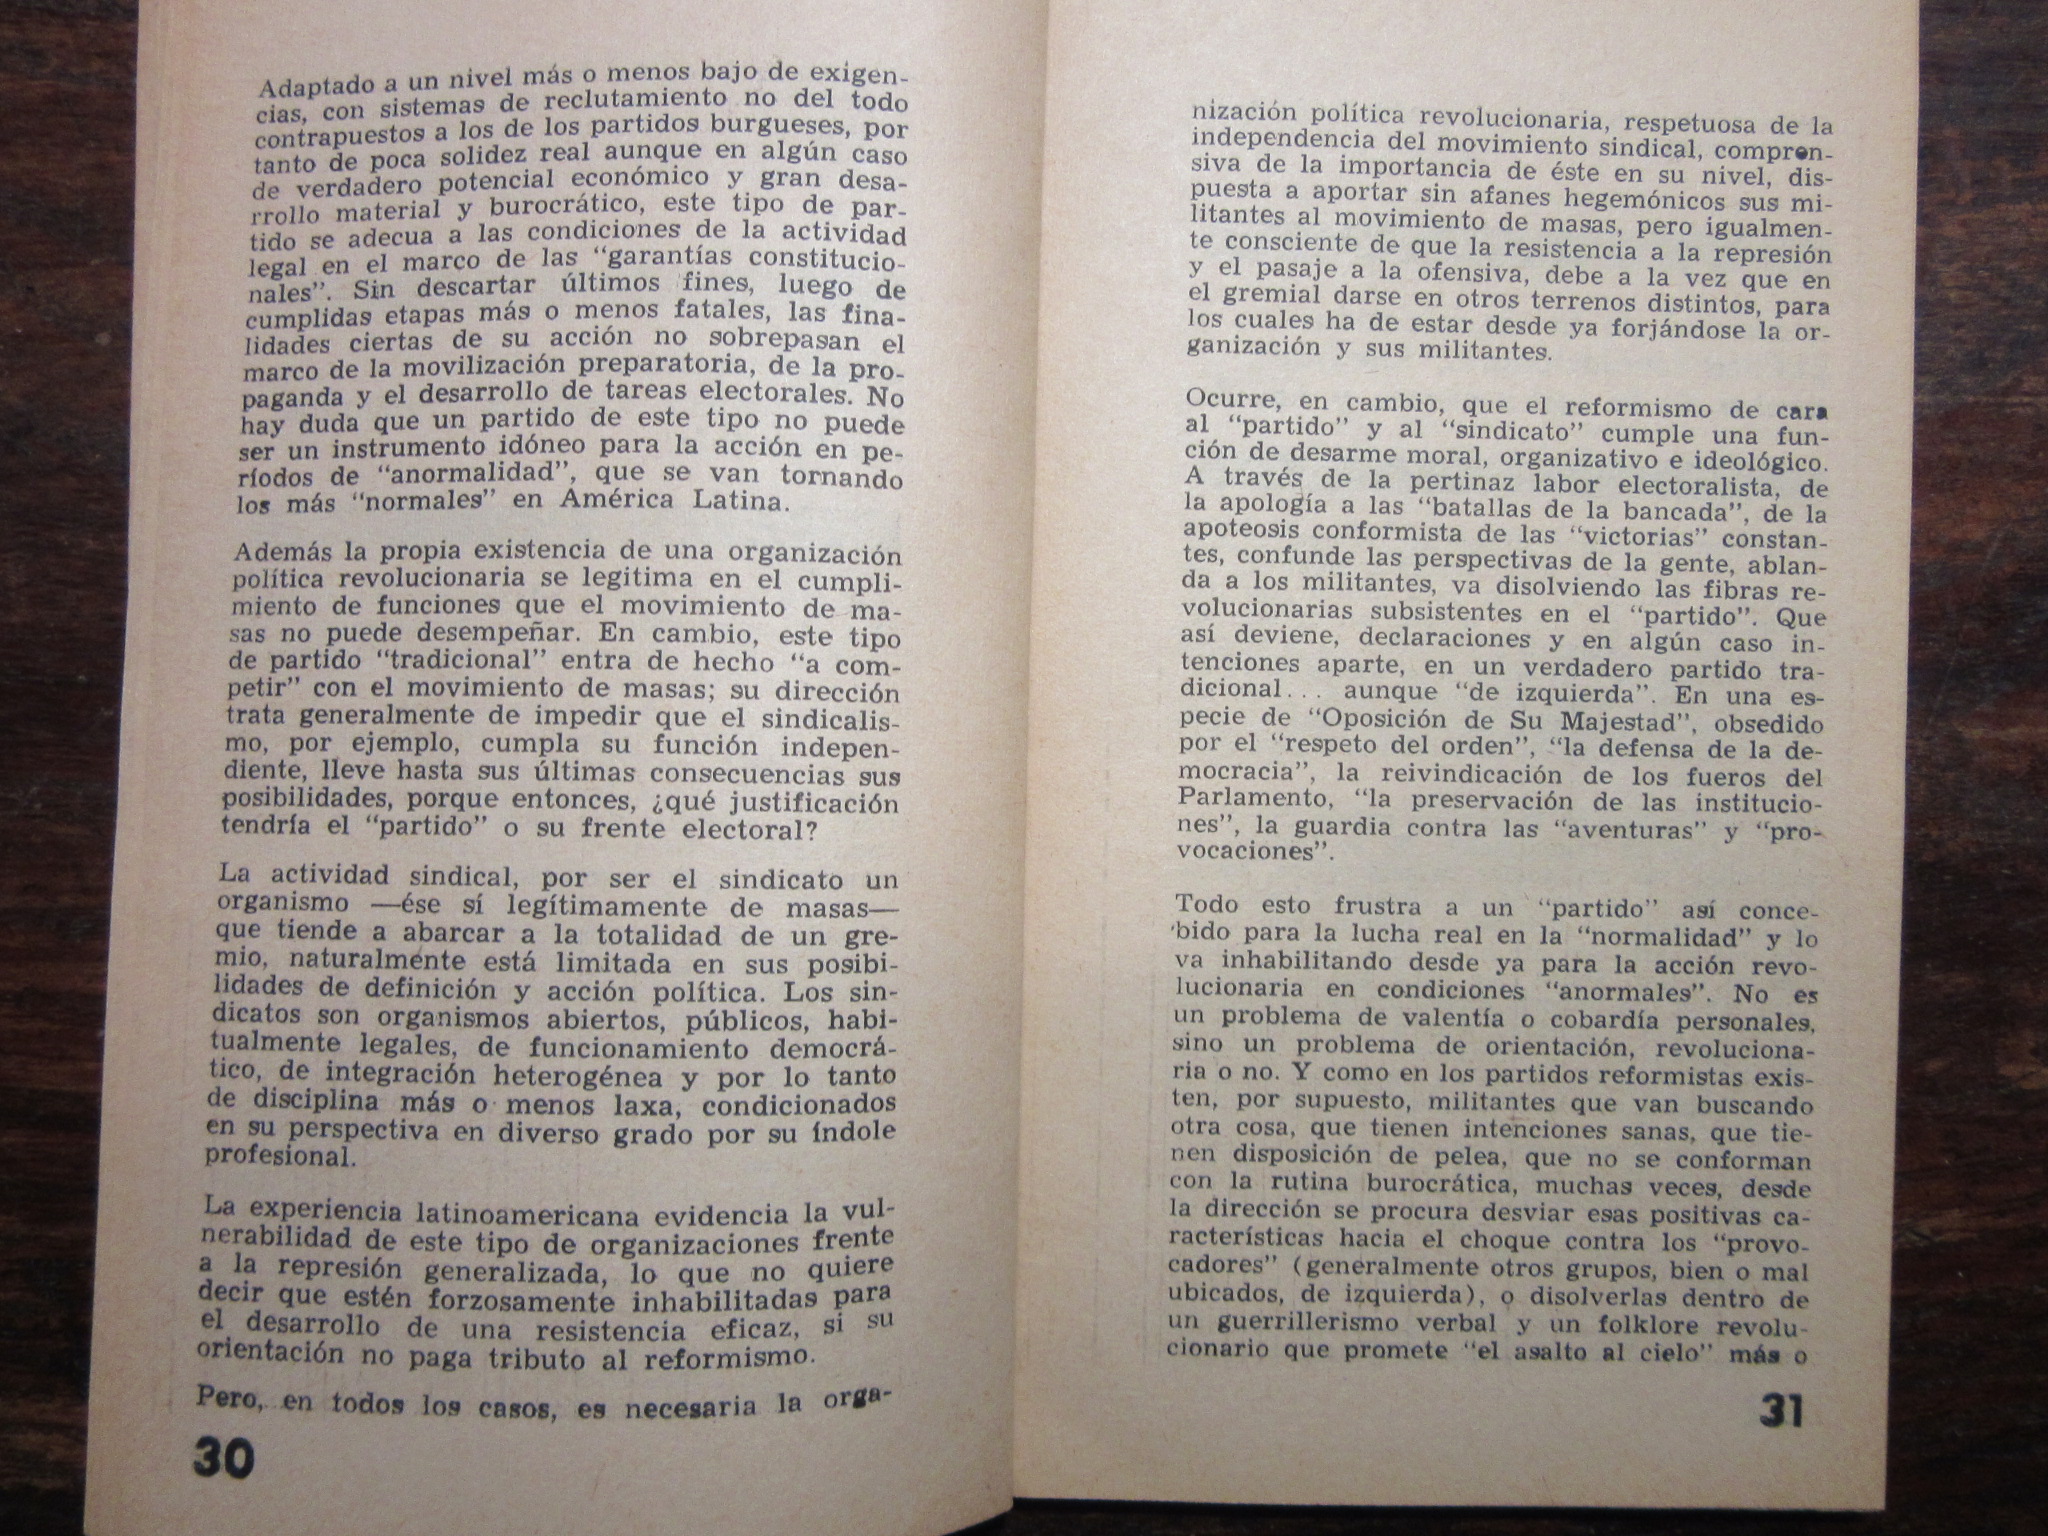 Adaptado a un nivel más o menos bajo de exigen-
cias, con sistemas de reclutamiento no del todo
contrapuestos a los de los partidos burgueses, por
tanto de poca solidez real aunque en algún caso
de verdadero potencial económico y gran desa-
rrollo material y burocrático, este tipo de par-
tido se adecua a las condiciones de la actividad
legal en el marco de las “garantías constitucio-
nales”. Sin descartar últimos fines, luego de
cumplidas etapas más o menos fatales, las fina-
lidades ciertas de su acción no sobrepasan el
marco de la movilización preparatoria, de la pro-
paganda y el desarrollo de tareas electorales. No
hay duda que un partido de este tipo no puede
ser un instrumento idóneo para la acción en pe-
ríodos de “anormalidad”, que se van tornando
los más “normales” en América Latina.
Además la propia existencia de una organización
política revolucionaria se legitima en el cumpli-
miento de funciones que el movimiento de ma-
sas no puede desempeñar. En cambio, este tipo
de partido “tradicional” entra de hecho “a com-
petir” con el movimiento de masas; su dirección
trata generalmente de impedir que el sindicalis-
mo, por ejemplo, cumpla su función indepen-
diente, lleve hasta sus últimas consecuencias sus
posibilidades, porque entonces, ¿qué justificación
tendría el “partido” o su frente electoral?
La actividad sindical, por ser el sindicato un
organismo —ése sí legítimamente de masas—
que tiende a abarcar a la totalidad de un gre-
mio, naturalmente está limitada en sus posibi-
lidades de definición y acción política. Los sin-
dicatos son organismos abiertos, públicos, habi-
tualmente legales, de funcionamiento democrá-
tico, de integración heterogénea y por lo tanto
de disciplina más o menos laxa, condicionados
en su perspectiva en diverso grado por su índole
profesional.
La experiencia latinoamericana evidencia la vul-
nerabilidad de este tipo de organizaciones frente
a la represión generalizada, lo que no quiere
decir que estén forzosamente inhabilitadas para
el desarrollo de una resistencia eficaz, si su
orientación no paga tributo al reformismo.
Pero, en todos los casos, es necesaria la orga-
30
nización política revolucionaria, respetuosa de la
independencia del movimiento sindical, compren-
siva de la importancia de éste en su nivel, dis-
puesta a aportar sin afanes hegemónicos sus mi-
litantes al movimiento de masas, pero igualmen-
te consciente de que la resistencia a la represión
y el pasaje a la ofensiva, debe a la vez que en
el gremial darse en otros terrenos distintos, para
los cuales ha de estar desde ya forjándose la or-
ganización y sus militantes.
Ocurre, en cambio, que el reformismo de cara
al “partido” y al “sindicato” cumple una fun-
ción de desarme moral, organizativo e ideológico.
A través de la pertinaz labor electoralista, de
la apología a las “batallas de la bancada”, de la
apoteosis conformista de las “victorias” constan-
tes, confunde las perspectivas de la gente, ablan-
da a los militantes, va disolviendo las fibras re-
volucionarias subsistentes en el “partido”. Que
así deviene, declaraciones y en algún caso in-
tenciones aparte, en un verdadero partido tra-
dicional... aunque “de izquierda”. En una es-
pecie de “Oposición de Su Majestad”, obsedido
por el “respeto del orden”, “la defensa de la de-
mocracia”, la reivindicación de los fueros del
Parlamento, “la preservación de las institucio-
nes”, la guardia contra las “aventuras” y “pro-
vocaciones”.
Todo esto frustra a un “partido” así conce-
bido para la lucha real en la “normalidad” y lo
va inhabilitando desde ya para la acción revo-
lucionaria en condiciones “anormales”. No es
un problema de valentía o cobardía personales,
sino un problema de orientación, revoluciona-
ria o no. Y como en los partidos reformistas exis-
ten, por supuesto, militantes que van buscando
otra cosa, que tienen intenciones sanas, que tie-
nen disposición de pelea, que no se conforman
con la rutina burocrática, muchas veces, desde
la dirección se procura desviar esas positivas ca-
racterísticas hacia el choque contra los “provo-
cadores” (generalmente otros grupos, bien o mal
ubicados, de izquierda), o disolverlas dentro de
un guerrillerismo verbal y un folklore revolu-
cionario que promete “el asalto al cielo” más o
31